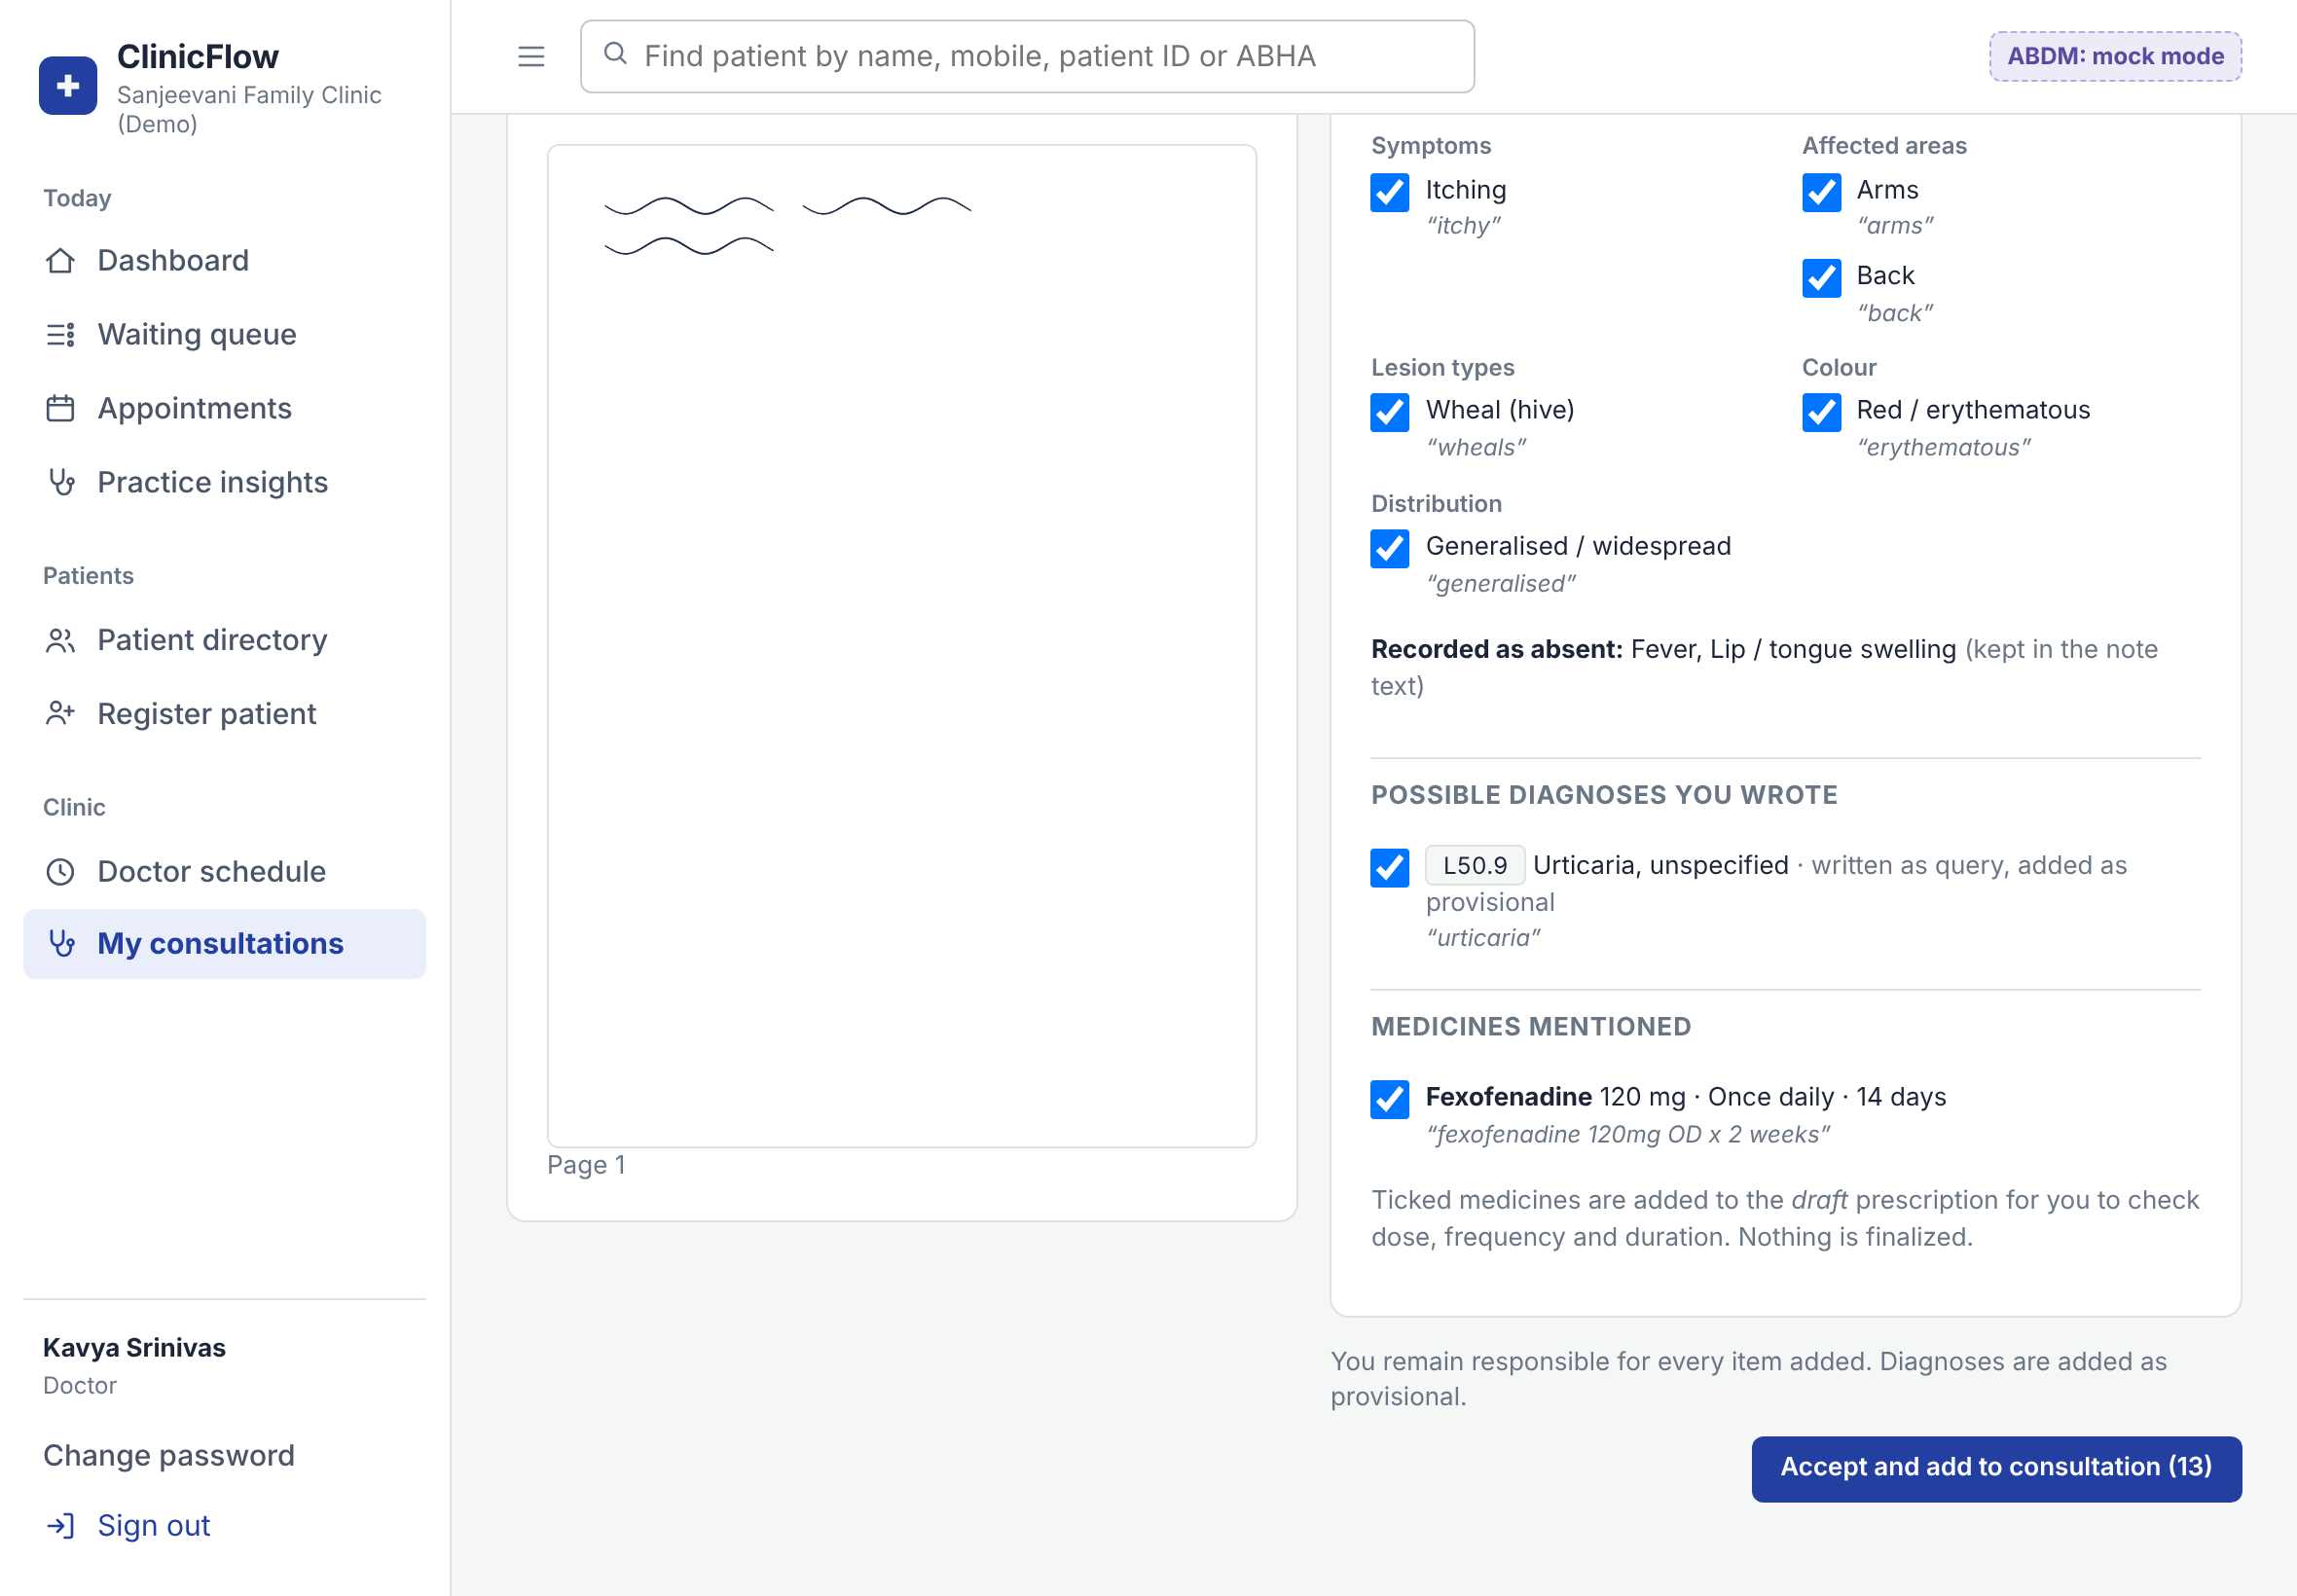 ClinicFlow
Sanjeevani Family Clinic
(Demo)
Today
Dashboard
Waiting queue
Appointments
Practice insights
Patients
Patient directory
Register patient
Clinic
Doctor schedule
My consultations
Kavya Srinivas
Doctor
Change password
Sign out
Find patient by name, mobile, patient ID or ABHA
ABDM: mock mode
Page 1
Symptoms
Itching
“itchy”
Affected areas
Arms
“arms”
Back
“back”
Lesion types
Wheal (hive)
“wheals”
Colour
Red / erythematous
“erythematous”
Distribution
Generalised / widespread
“generalised”
Recorded as absent: Fever, Lip / tongue swelling (kept in the note
text)
POSSIBLE DIAGNOSES YOU WROTE
L50.9 Urticaria, unspecified · written as query, added as
provisional
“urticaria”
MEDICINES MENTIONED
Fexofenadine 120 mg · Once daily · 14 days
“fexofenadine 120mg OD x 2 weeks”
Ticked medicines are added to the draft prescription for you to check
dose, frequency and duration. Nothing is finalized.
You remain responsible for every item added. Diagnoses are added as
provisional.
Accept and add to consultation (13)